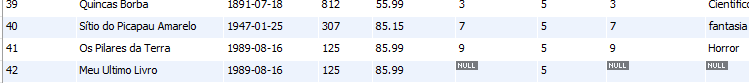 39 Quincas Borba 1891-07-18 812 55.99 3 5 3 Científico
40 Sítio do Picapau Amarelo 1947-01-25 307 85.15 7 5 7 fantasia
41 Os Pilares da Terra 1989-08-16 125 85.99 9 5 9 Horror
42 Meu Ultimo Livro 1989-08-16 125 85.99 NULL 5 NULL NULL